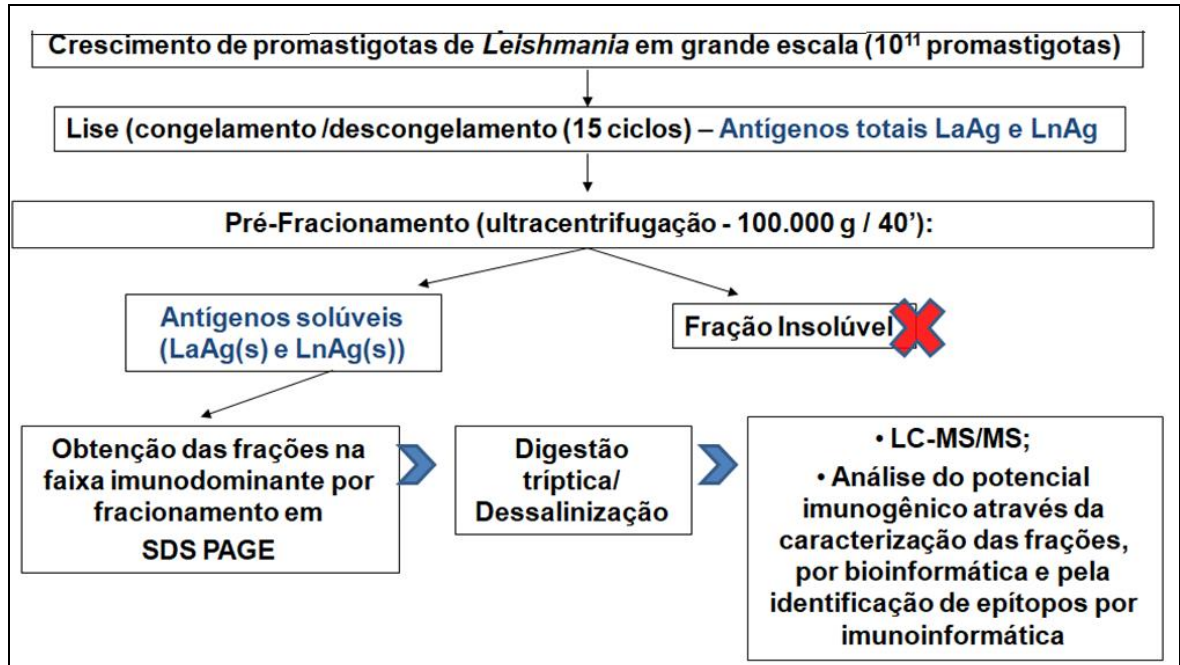 Crescimento de promastigotas de Leishmania em grande escala (10¹¹ promastigotas)
Lise (congelamento /descongelamento (15 ciclos) – Antígenos totais LaAg e LnAg
Pré-Fracionamento (ultracentrifugação - 100.000 g / 40’):
Antígenos solúveis
(LaAg(s) e LnAg(s))
Fração Insolúvel
Obtenção das frações na
faixa imunodominante por
fracionamento em
SDS PAGE
Digestão
tríptica/
Dessalinização
• LC-MS/MS;
• Análise do potencial
imunogênico através da
caracterização das frações,
por bioinformática e pela
identificação de epítopos por
imunoinformática